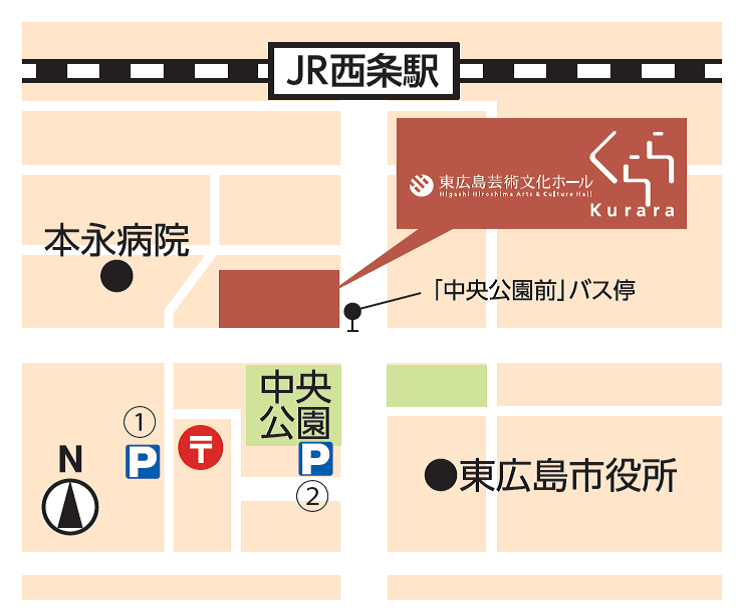 JR西条駅
くらら
東広島芸術文化ホール
Higashi Hiroshima Arts & Culture Hall
Kurara
本永病院
「中央公園前」バス停
中央
公園
①
〒
P
P
②
N
東広島市役所